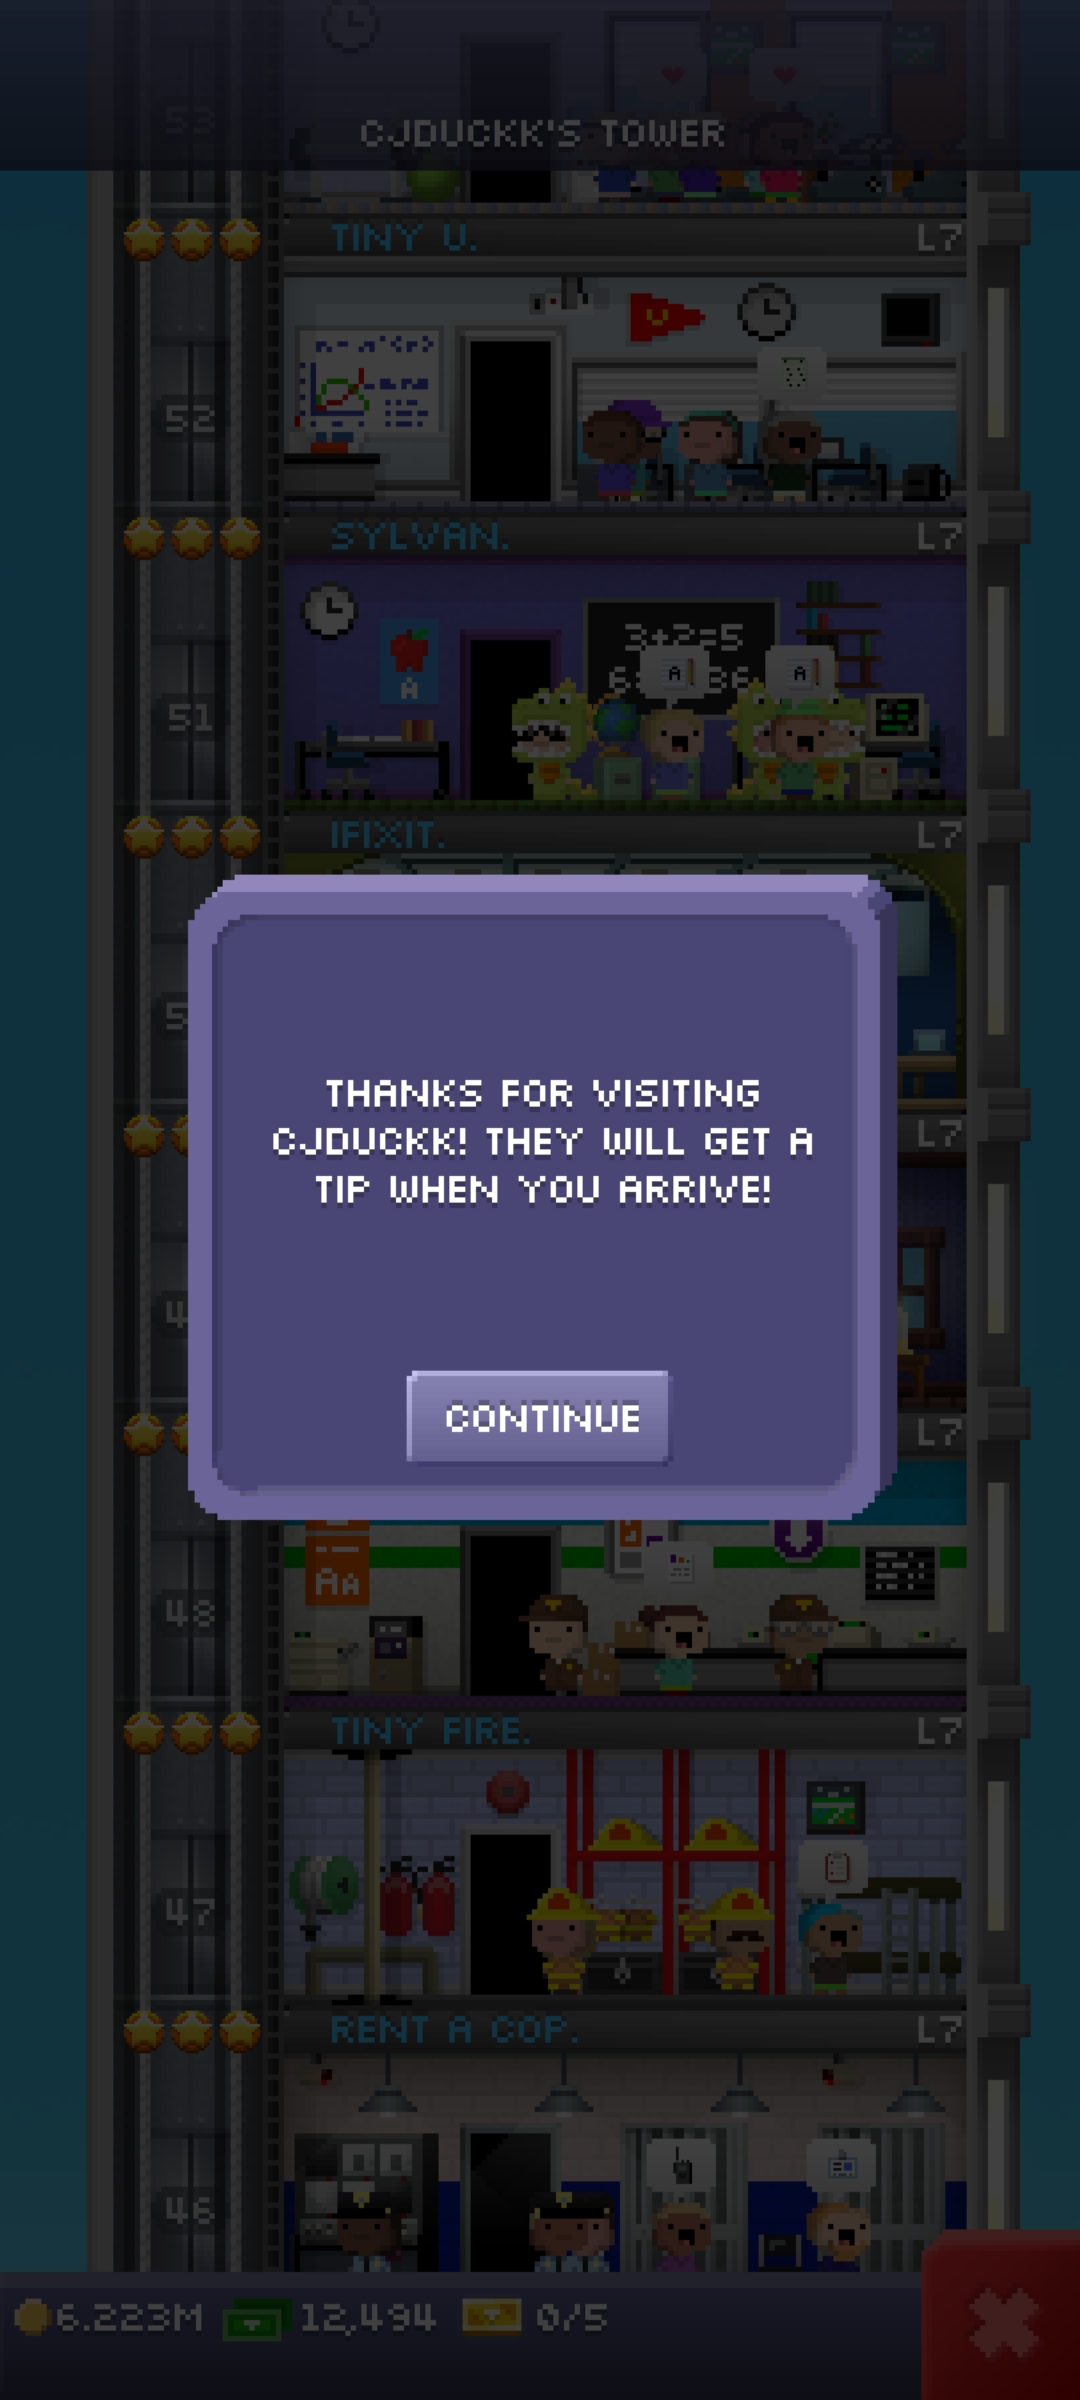 53
CJDUCKK'S TOWER
TINY U. L7
U
52
SYLVAN. L7
3+2=5
A A
A
51
IFIXIT. L7
L7
THANKS FOR VISITING
CJDUCKK! THEY WILL GET A
TIP WHEN YOU ARRIVE!
L7
CONTINUE
AA
48
TINY FIRE. L7
47
RENT A COP. L7
46
6.223M 12,494 0/5